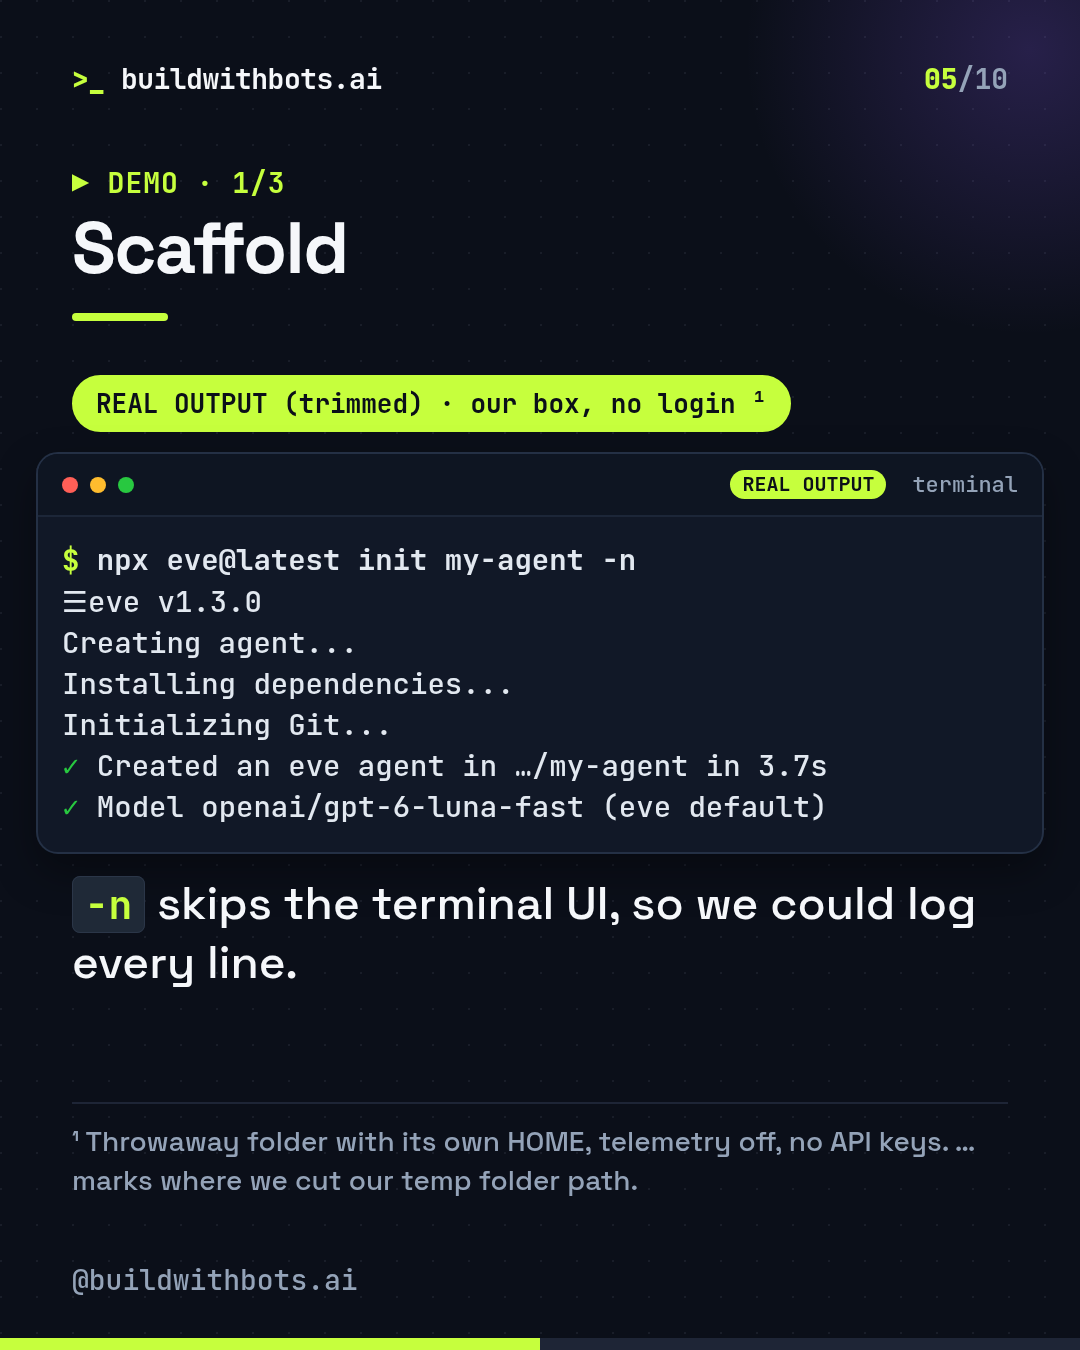 >_ buildwithbots.ai
05/10
▶ DEMO · 1/3
Scaffold
REAL OUTPUT (trimmed) · our box, no login ¹
REAL OUTPUT terminal
$ npx eve@latest init my-agent -n
☰eve v1.3.0
Creating agent...
Installing dependencies...
Initializing Git...
✓ Created an eve agent in …/my-agent in 3.7s
✓ Model openai/gpt-6-luna-fast (eve default)
-n skips the terminal UI, so we could log
every line.
¹ Throwaway folder with its own HOME, telemetry off, no API keys. …
marks where we cut our temp folder path.
@buildwithbots.ai